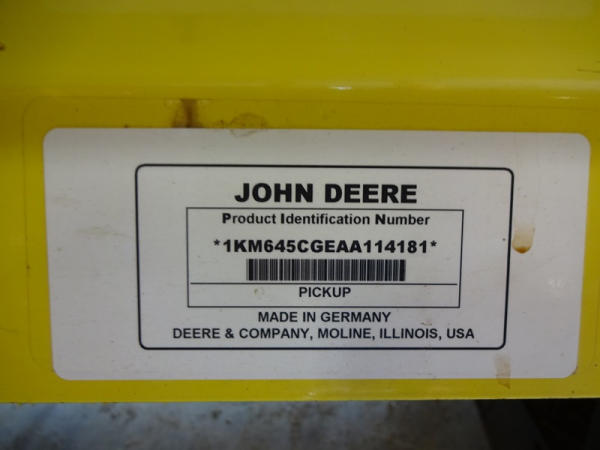 JOHN DEERE
Product Identification Number
*1KM645CGEAA114181*
PICKUP
MADE IN GERMANY
DEERE & COMPANY, MOLINE, ILLINOIS, USA